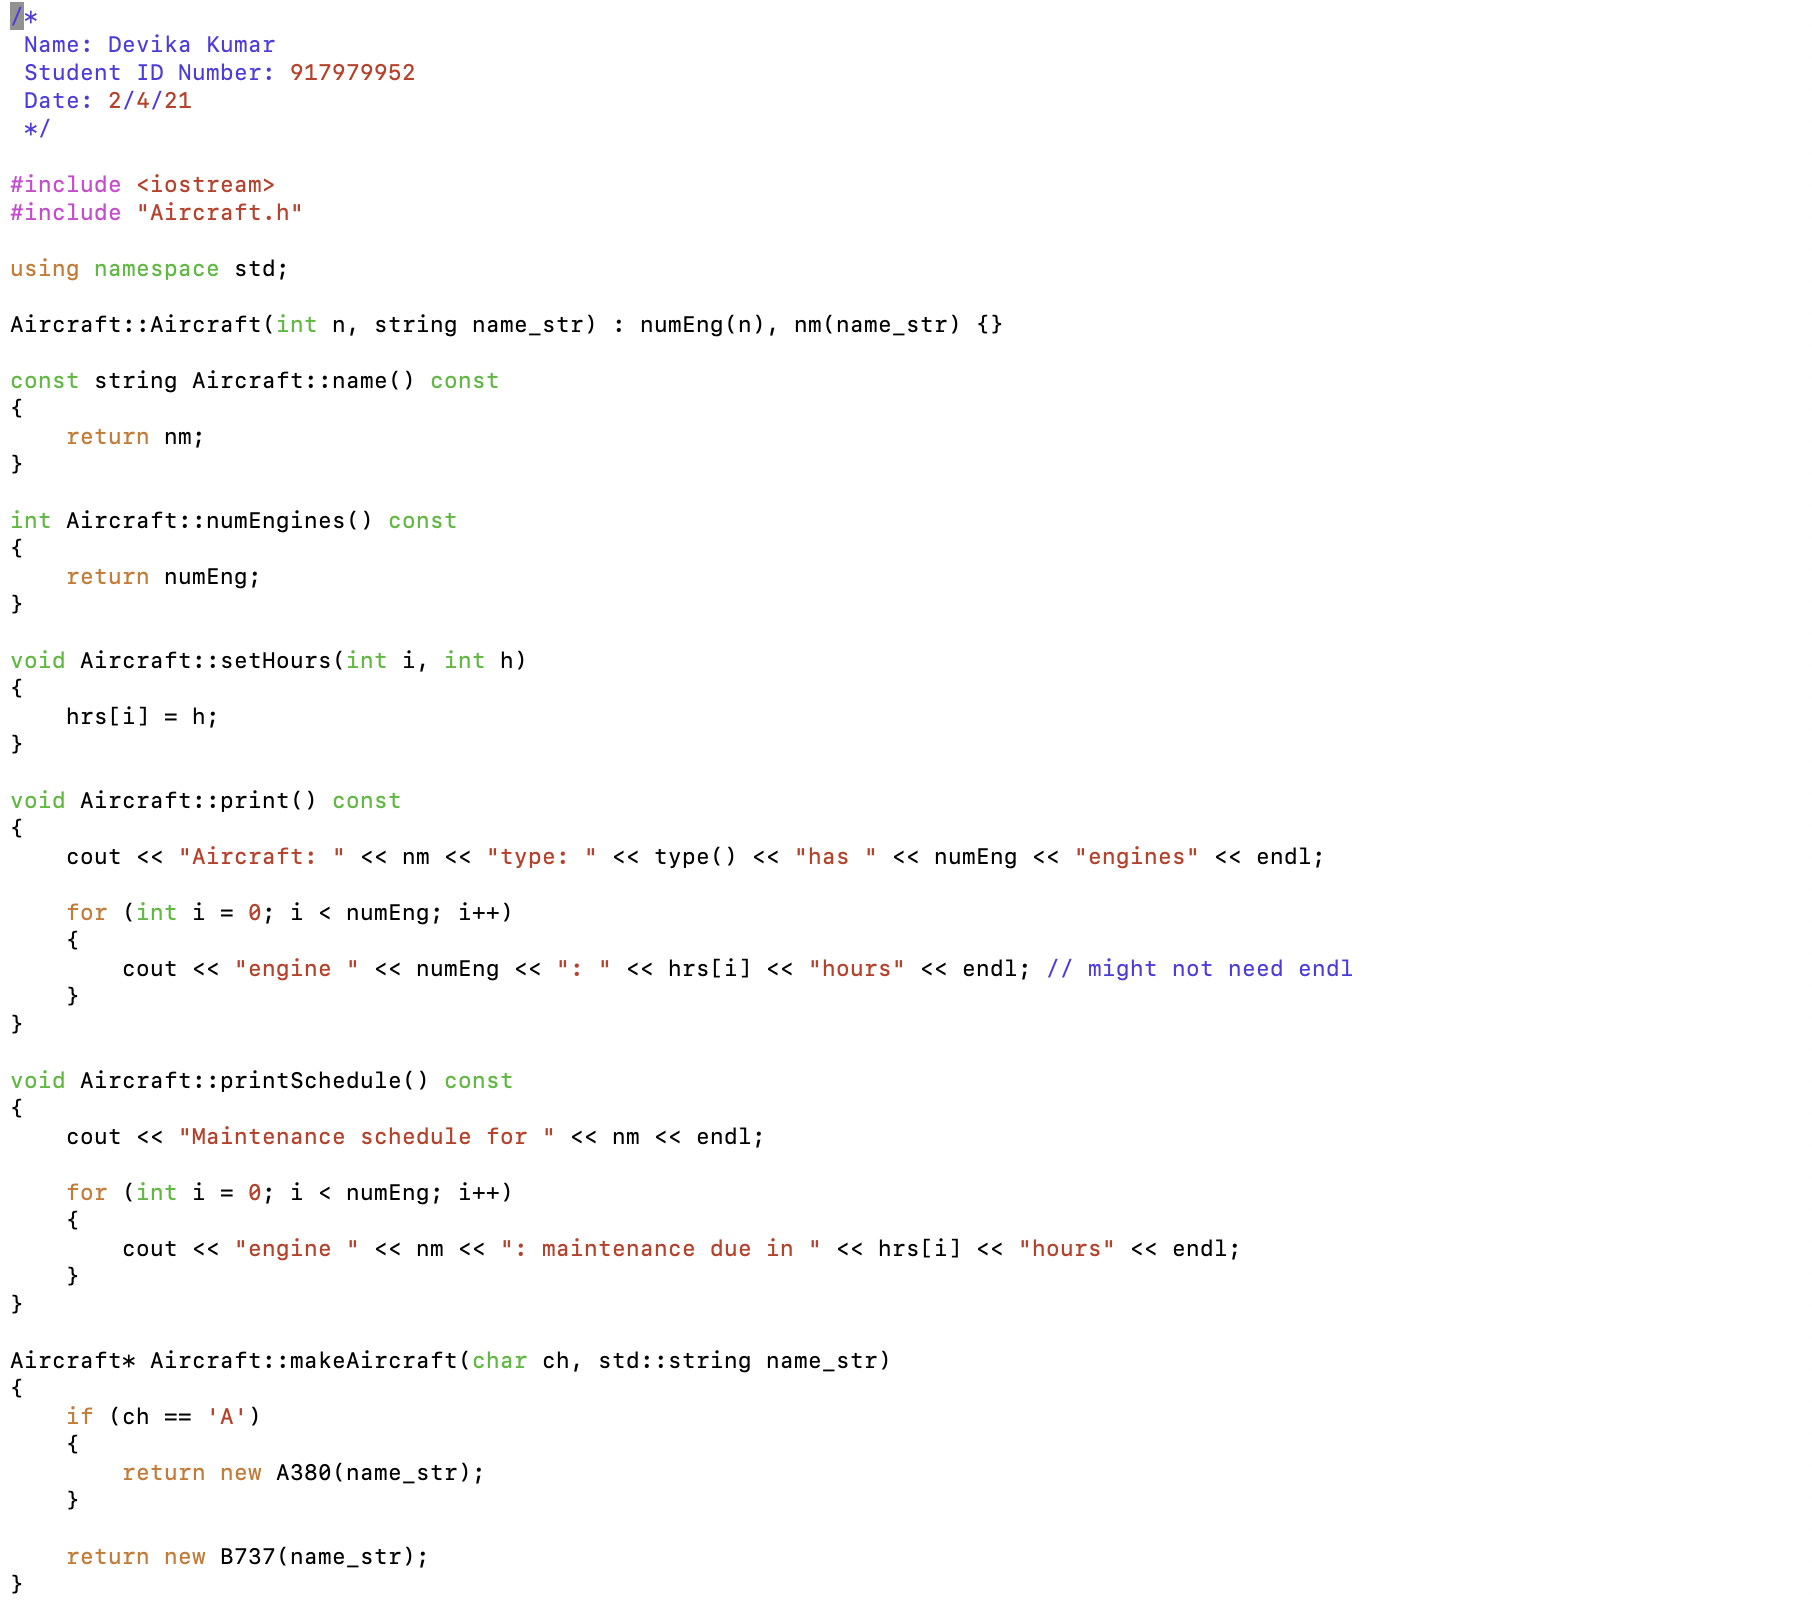 /*
 Name: Devika Kumar
 Student ID Number: 917979952
 Date: 2/4/21
 */

#include <iostream>
#include "Aircraft.h"

using namespace std;

Aircraft::Aircraft(int n, string name_str) : numEng(n), nm(name_str) {}

const string Aircraft::name() const
{
    return nm;
}

int Aircraft::numEngines() const
{
    return numEng;
}

void Aircraft::setHours(int i, int h)
{
    hrs[i] = h;
}

void Aircraft::print() const
{
    cout << "Aircraft: " << nm << "type: " << type() << "has " << numEng << "engines" << endl;

    for (int i = 0; i < numEng; i++)
    {
        cout << "engine " << numEng << ": " << hrs[i] << "hours" << endl; // might not need endl
    }
}

void Aircraft::printSchedule() const
{
    cout << "Maintenance schedule for " << nm << endl;

    for (int i = 0; i < numEng; i++)
    {
        cout << "engine " << nm << ": maintenance due in " << hrs[i] << "hours" << endl;
    }
}

Aircraft* Aircraft::makeAircraft(char ch, std::string name_str)
{
    if (ch == 'A')
    {
        return new A380(name_str);
    }

    return new B737(name_str);
}